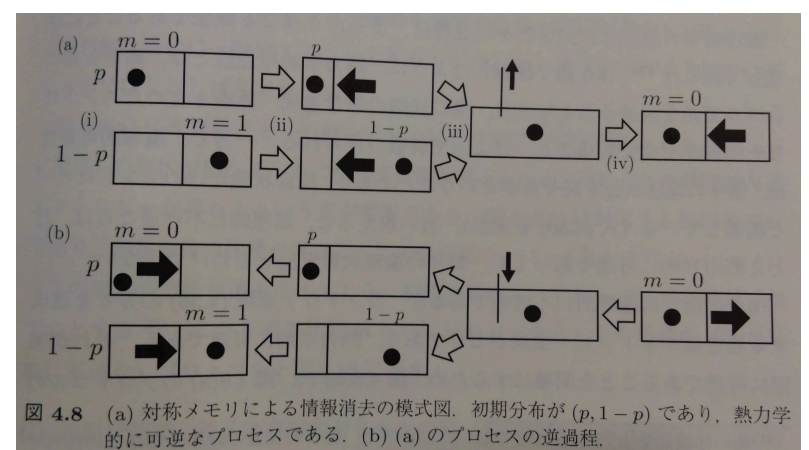 (a)
m = 0
p
p
(i)
m = 1
(ii)
1 − p
1 − p
(iii)
(iv)
m = 0
(b)
m = 0
p
p
m = 1
1 − p
1 − p
m = 0
図 4.8 (a) 対称メモリによる情報消去の模式図．初期分布が (p, 1 − p) であり，熱力学
的に可逆なプロセスである．(b) (a) のプロセスの逆過程．